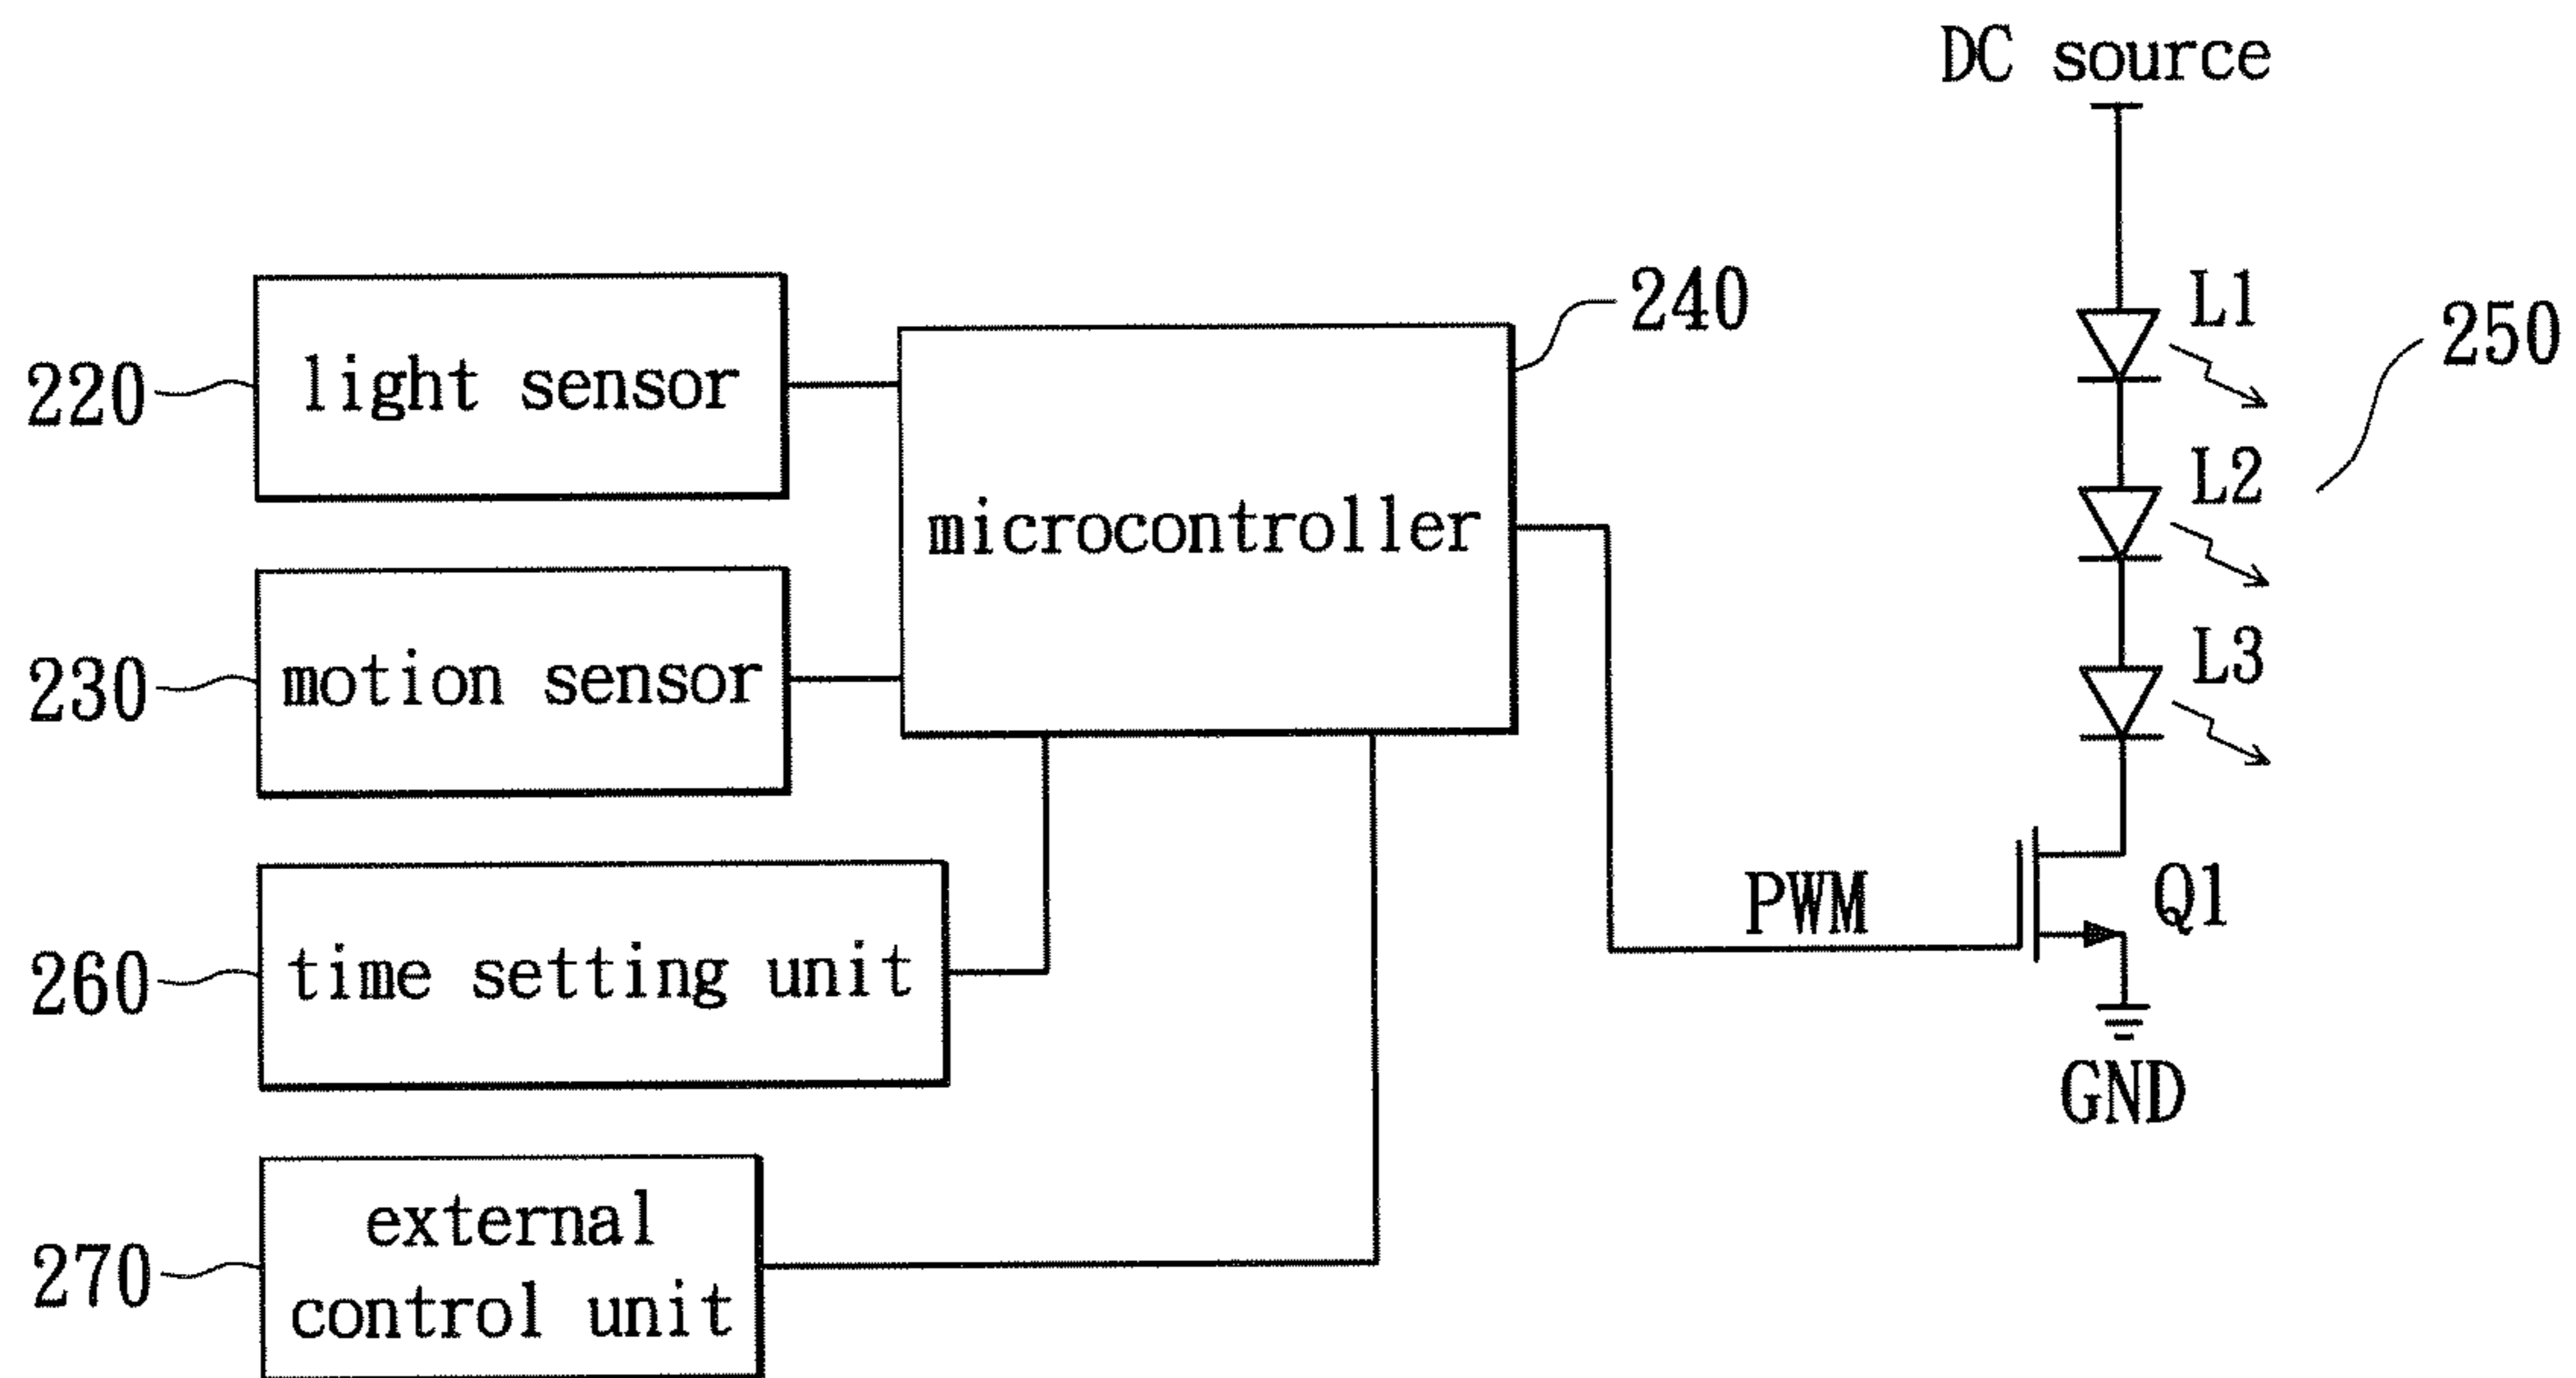 DC source
L1
240
250
220
light sensor
L2
microcontroller
L3
230
motion sensor
PWM
Q1
260
time setting unit
GND
external
270
control unit